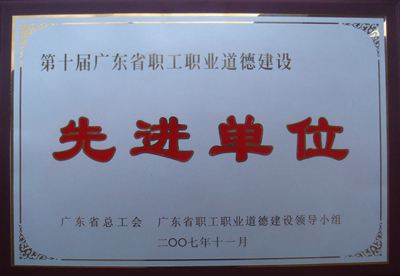 第十届广东省职工职业道德建设
先进单位
广东省总工会 广东省职工职业道德建设领导小组
二〇〇七年十一月